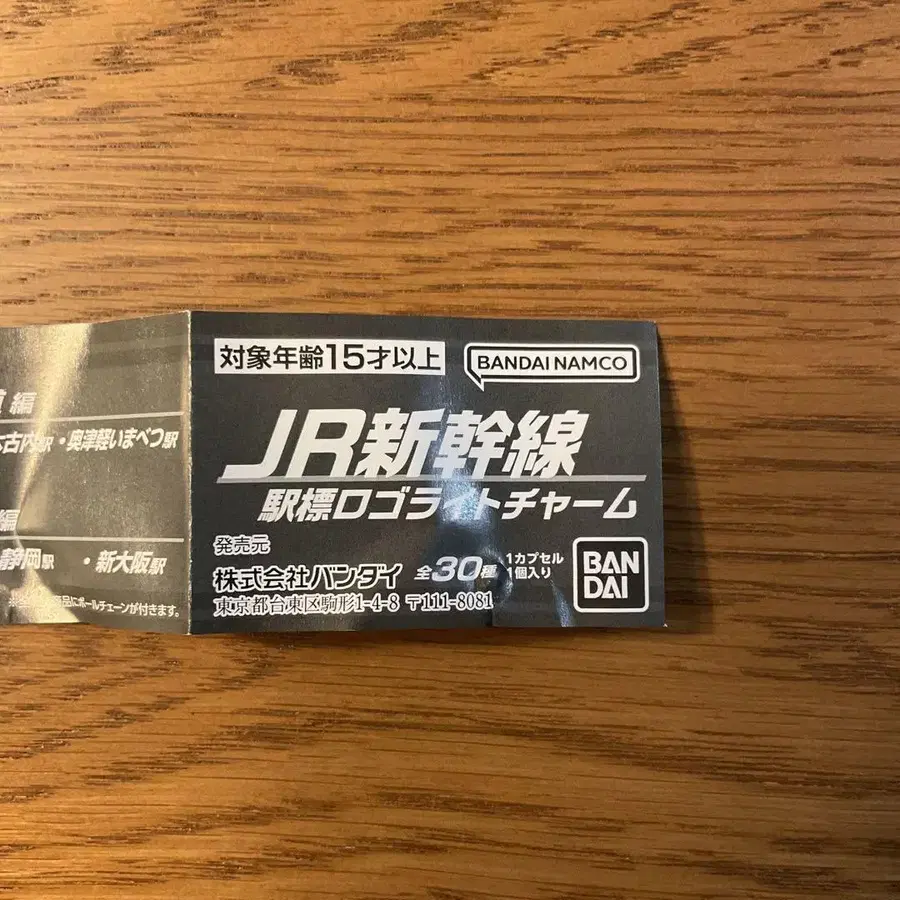 編
古内駅・奥津軽いまべつ駅
編
静岡駅 ・新大阪駅
品にボールチェーンが付きます。
対象年齢15才以上
BANDAI NAMCO
JR新幹線
駅標ロゴライトチャーム
発売元
株式会社バンダイ
全30種
1カプセル
1個入り
東京都台東区駒形1-4-8 〒111-8081
BAN
DAI